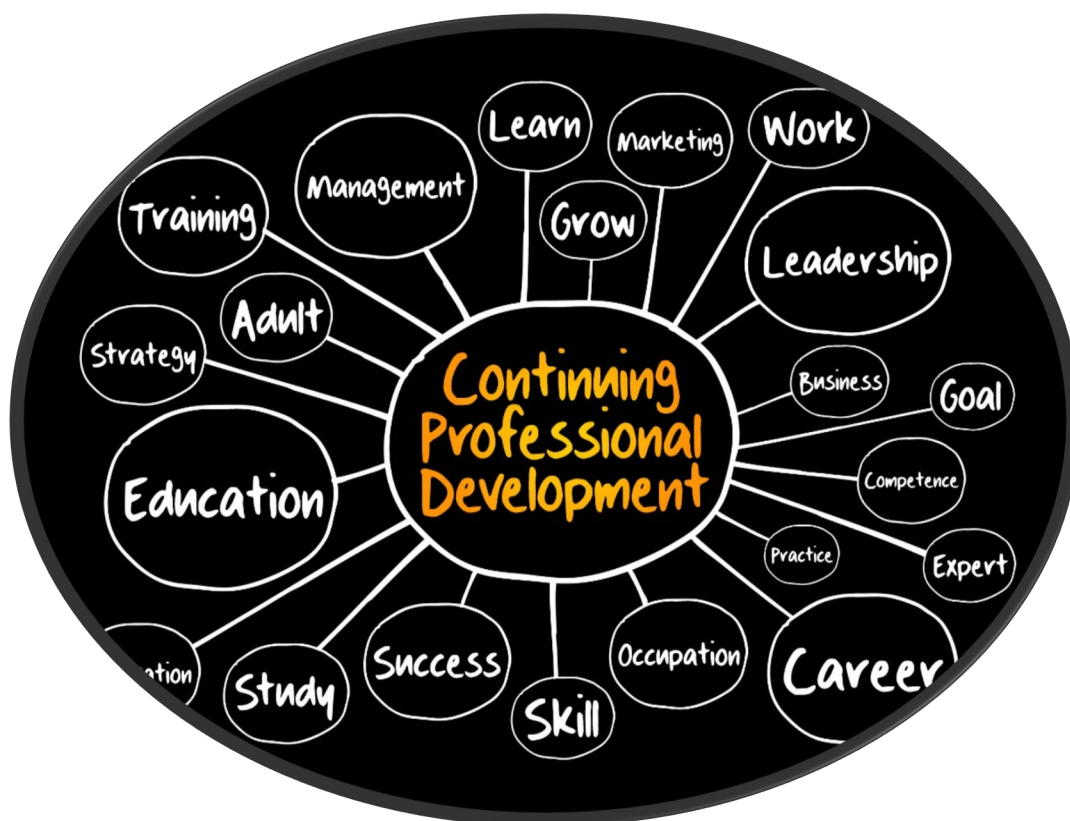 Learn
Marketing
Work
Management
Training
Grow
Leadership
Adult
Strategy
Continuing
Professional
Development
Business
Goal
Education
Competence
Practice
Expert
Success
Occupation
Career
Study
Skill